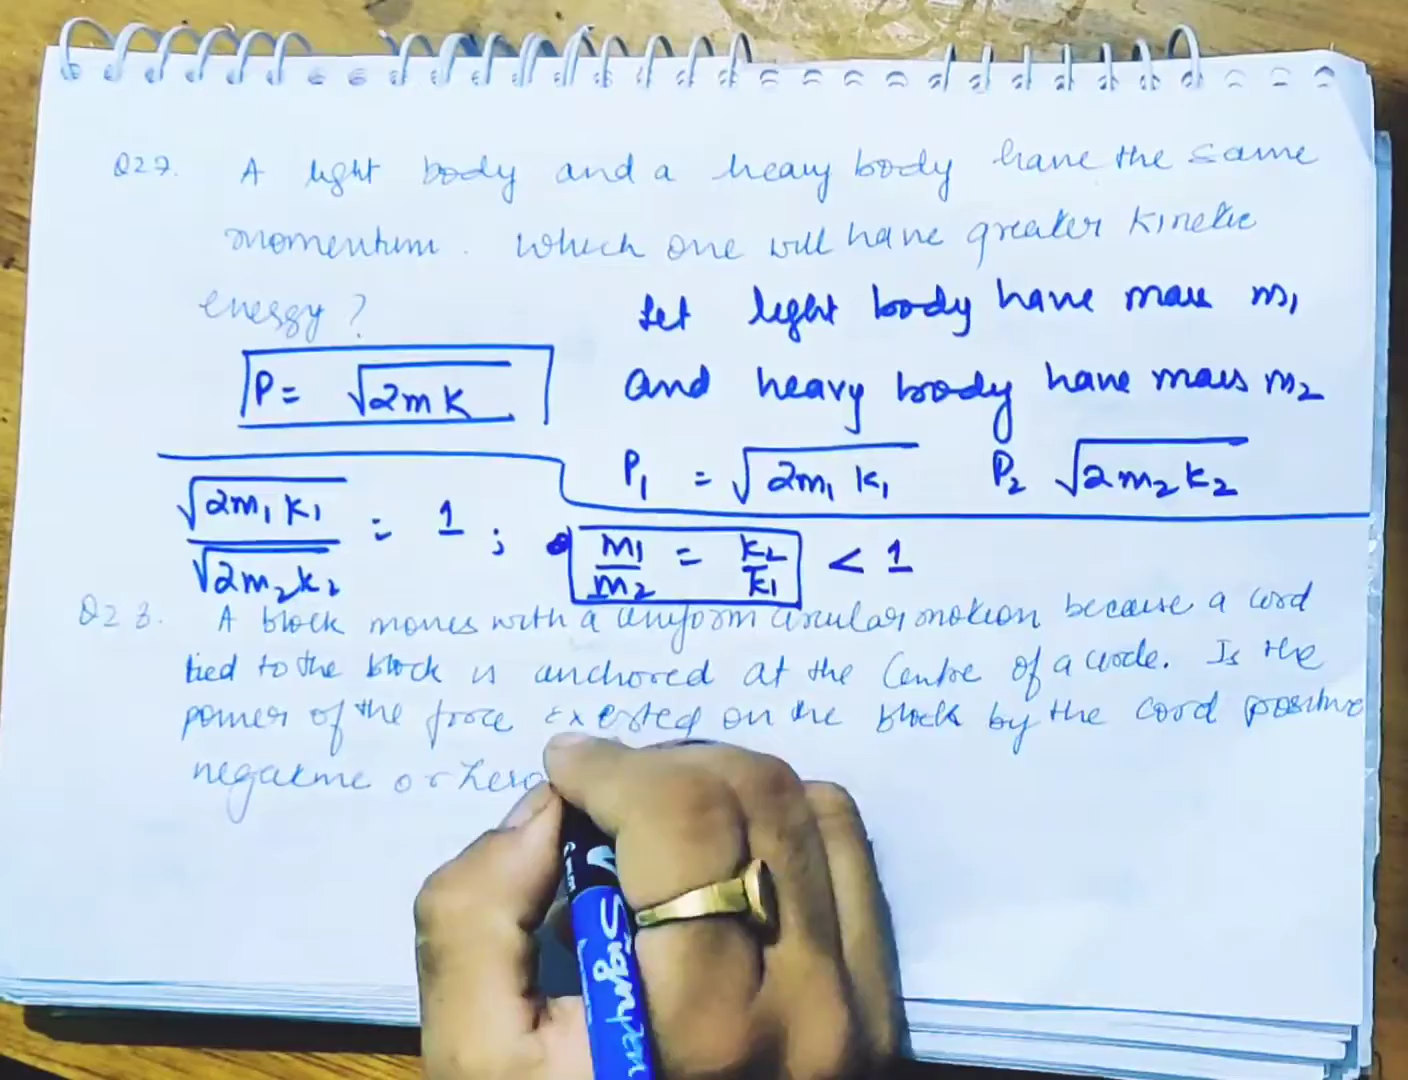 Q27. A light body and a heavy body have the same
momentum. Which one will have greater kinetic
energy?
Let light body have mass m₁
and heavy body have mass m₂
P = √2mK
P₁ = √2m₁K₁ P₂ √2m₂K₂
√2m₁K₁ / √2m₂K₂ = 1 ; m₁/m₂ = K₂/K₁ < 1
Q28. A block moves with a uniform circular motion because a cord
tied to the block is anchored at the centre of a circle. Is the
power of the force exerted on the block by the cord positive
negative or zero